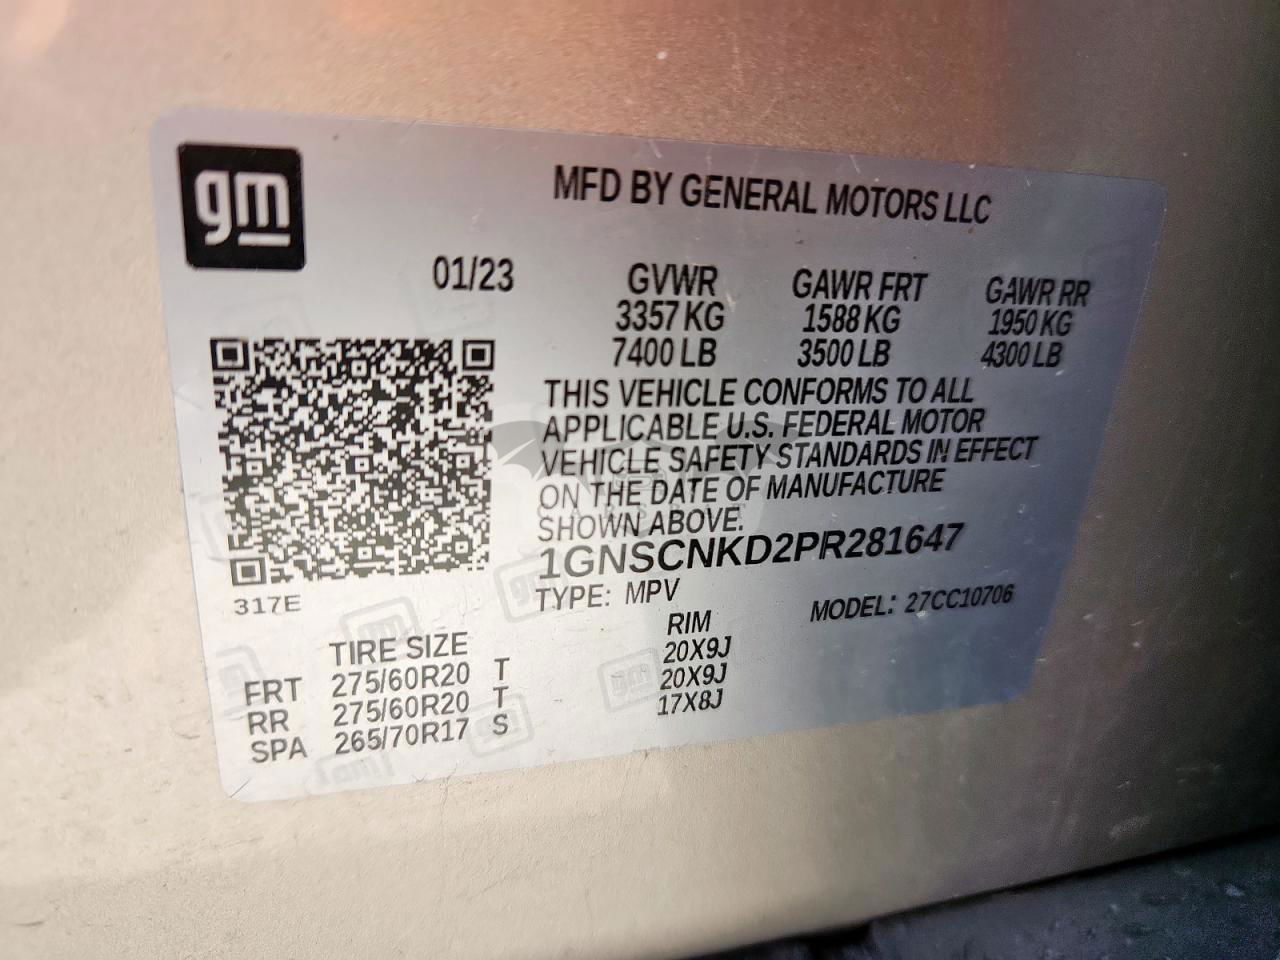 gm
MFD BY GENERAL MOTORS LLC
01/23 GVWR GAWR FRT GAWR RR
3357 KG 1588 KG 1950 KG
7400 LB 3500 LB 4300 LB
THIS VEHICLE CONFORMS TO ALL
APPLICABLE U.S. FEDERAL MOTOR
VEHICLE SAFETY STANDARDS IN EFFECT
ON THE DATE OF MANUFACTURE
SHOWN ABOVE.
1GNSCNKD2PR281647
317E
TYPE: MPV MODEL: 27CC10706
TIRE SIZE RIM
FRT 275/60R20 T 20X9J
RR 275/60R20 T 20X9J
SPA 265/70R17 S 17X8J